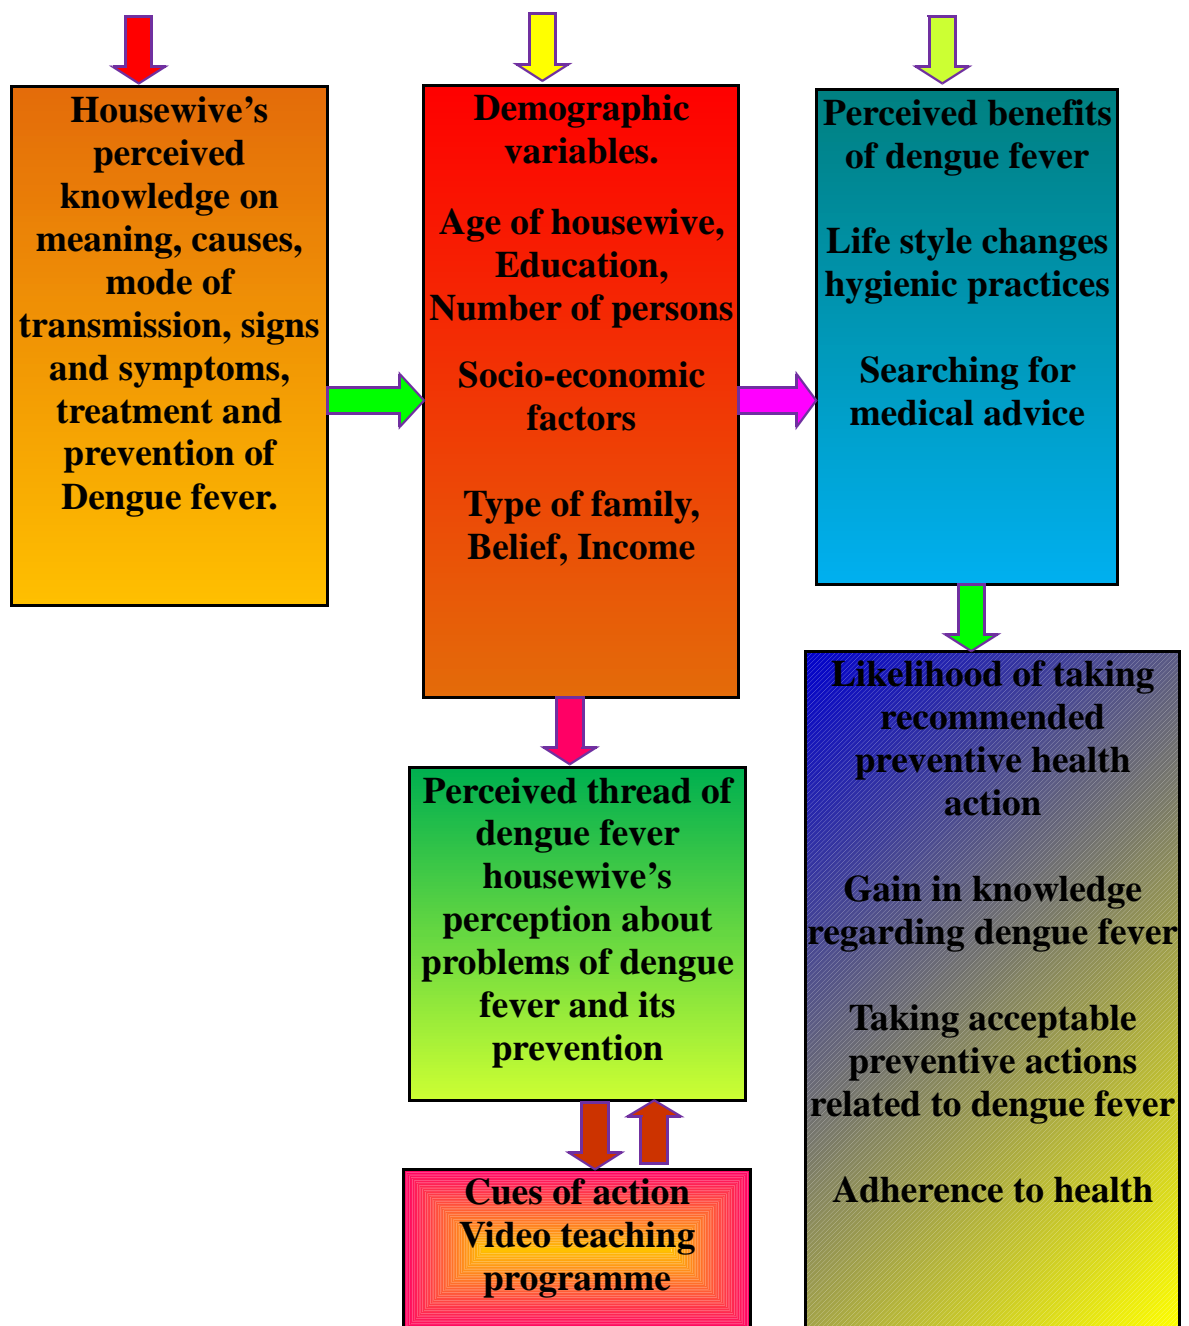 Housewive’s
perceived
knowledge on
meaning, causes,
mode of
transmission, signs
and symptoms,
treatment and
prevention of
Dengue fever.
Demographic
variables.
Age of housewive,
Education,
Number of persons
Socio-economic
factors
Type of family,
Belief, Income
Perceived benefits
of dengue fever
Life style changes
hygienic practices
Searching for
medical advice
Perceived thread of
dengue fever
housewive’s
perception about
problems of dengue
fever and its
prevention
Likelihood of taking
recommended
preventive health
action
Gain in knowledge
regarding dengue fever
Taking acceptable
preventive actions
related to dengue fever
Adherence to health
Cues of action
Video teaching
programme